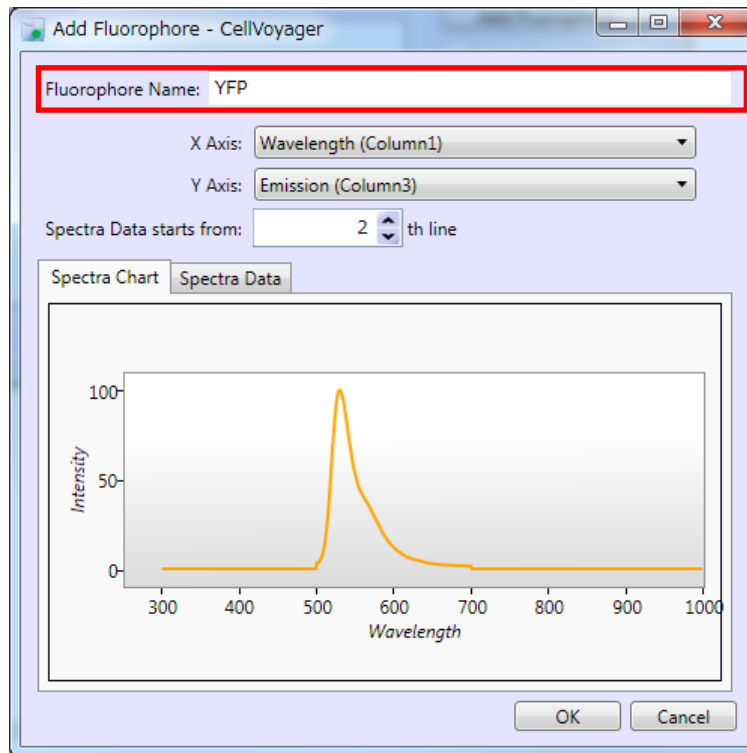 Add Fluorophore - CellVoyager
Fluorophore Name: YFP
X Axis: Wavelength (Column1)
Y Axis: Emission (Column3)
Spectra Data starts from: 2 th line
Spectra Chart Spectra Data
100
50
0
Intensity
300 400 500 600 700 800 900 1000
Wavelength
OK Cancel